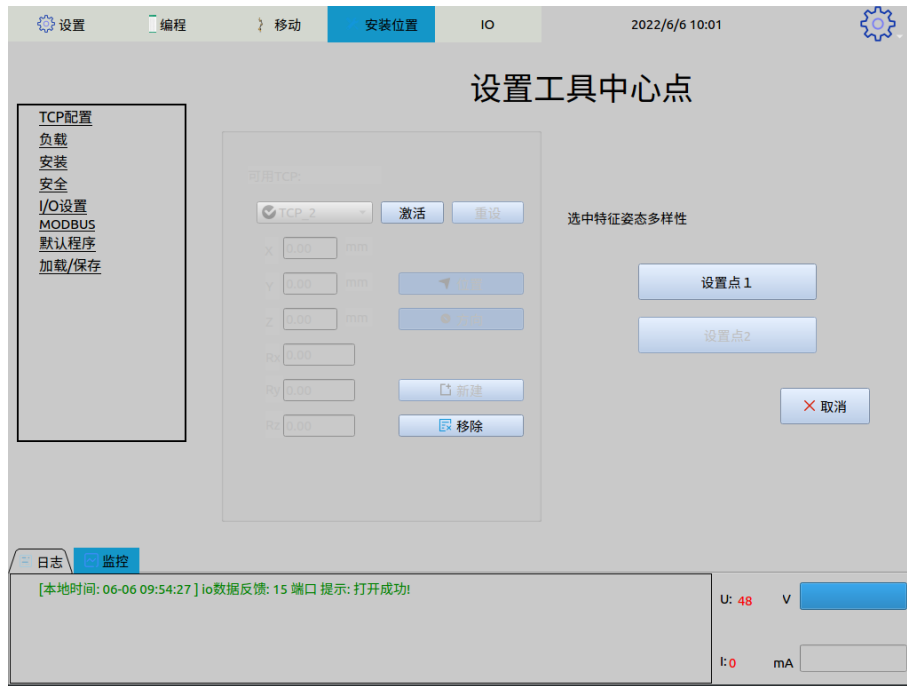 设置 编程 移动 安装位置 IO 2022/6/6 10:01
设置工具中心点
TCP配置
负载
安装
安全
I/O设置
MODBUS
默认程序
加载/保存
可用TCP:
TCP_2 激活 重设
X 0.00 mm
Y 0.00 mm
Z 0.00 mm
Rx 0.00
Ry 0.00 新建
Rz 0.00 移除
选中特征姿态多样性
设置点1
设置点2
取消
日志 监控
[本地时间: 06-06 09:54:27 ] io数据反馈: 15 端口 提示: 打开成功!
U: 48 V
I: 0 mA